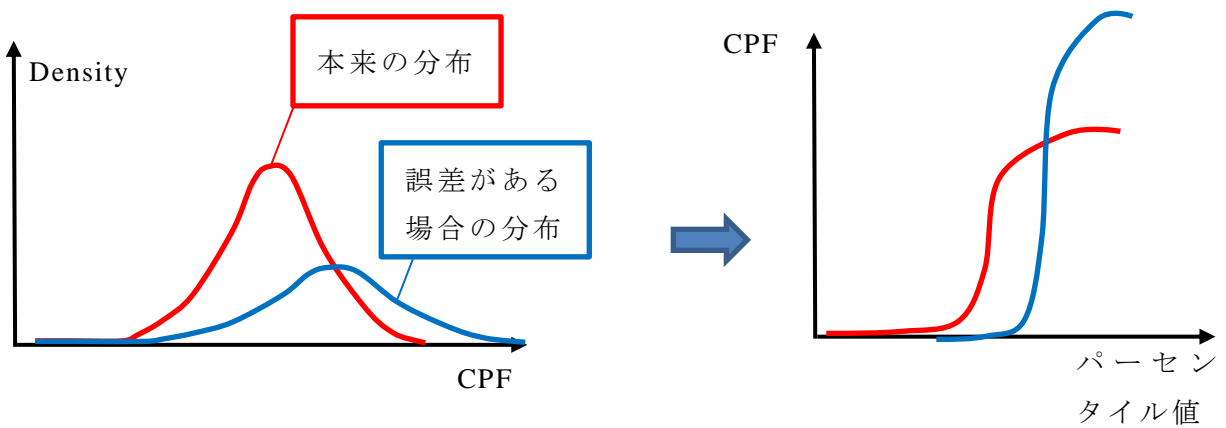 Density
本来の分布
誤差がある
場合の分布
CPF
CPF
パーセン
タイル値